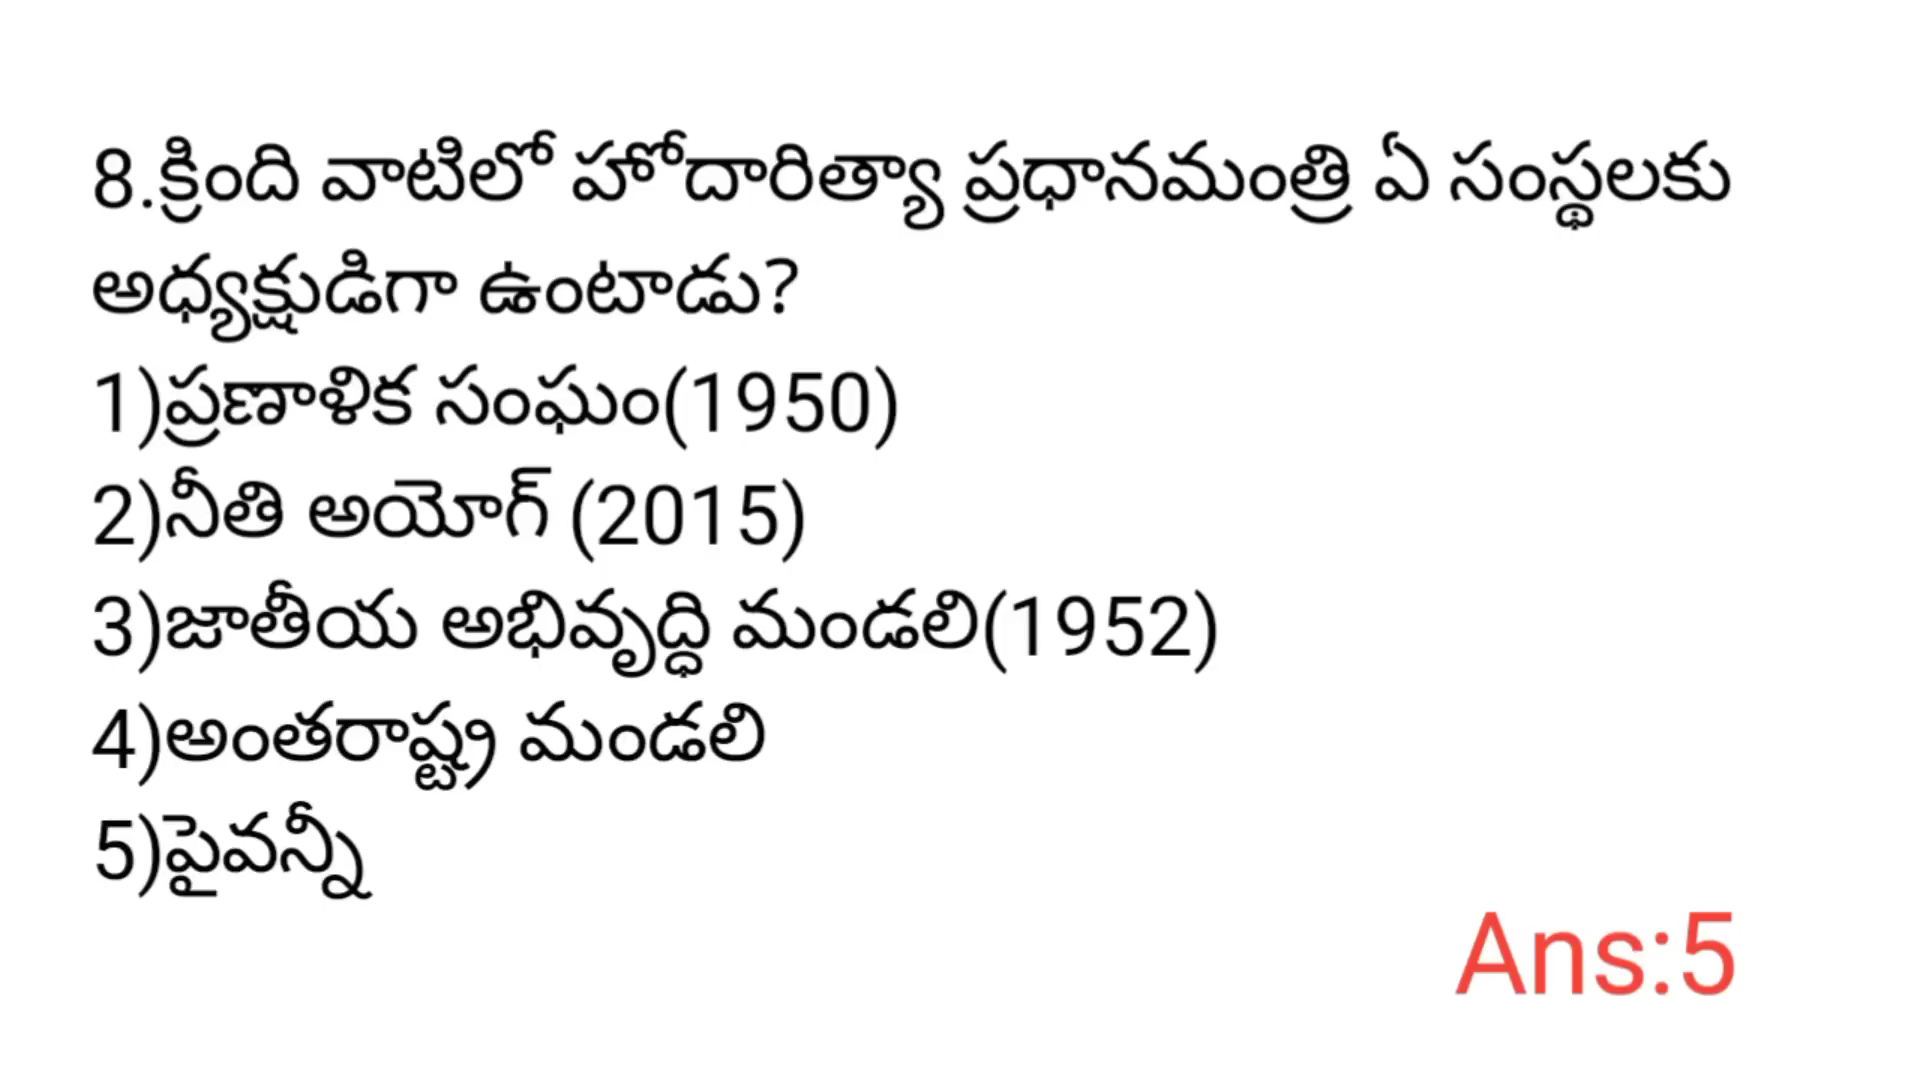 8.క్రింది వాటిలో హోదారిత్యా ప్రధానమంత్రి ఏ సంస్థలకు
అధ్యక్షుడిగా ఉంటాడు?
1)ప్రణాళిక సంఘం(1950)
2)నీతి అయోగ్ (2015)
3)జాతీయ అభివృద్ధి మండలి(1952)
4)అంతరాష్ట్ర మండలి
5)పైవన్నీ
Ans:5